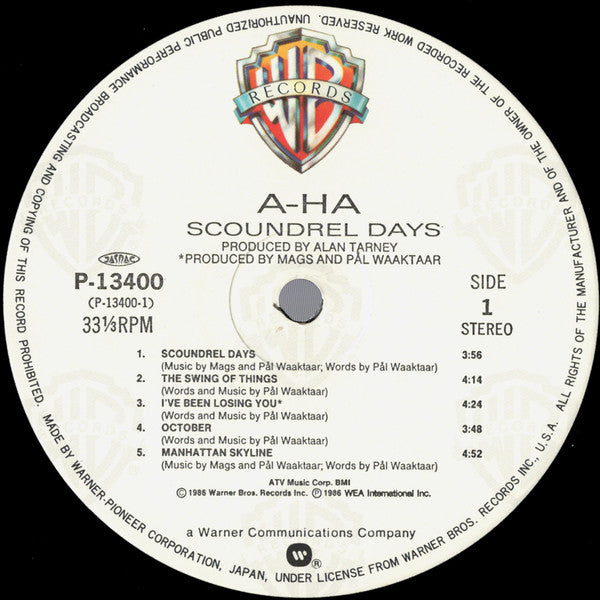 UNAUTHORIZED PUBLIC PERFORMANCE BROADCASTING AND COPYING OF THIS RECORD PROHIBITED. MADE BY WARNER-PIONEER CORPORATION, JAPAN, UNDER LICENSE FROM WARNER BROS. RECORDS INC., U.S.A. ALL RIGHTS OF THE MANUFACTURER AND OF THE OWNER OF THE RECORDED WORK RESERVED.
WB
RECORDS
A-HA
SCOUNDREL DAYS
PRODUCED BY ALAN TARNEY
*PRODUCED BY MAGS AND PÅL WAAKTAAR
JASRAC
P-13400
(P-13400-1)
33⅓RPM
SIDE
1
STEREO
1. SCOUNDREL DAYS 3:56
(Music by Mags and Pål Waaktaar; Words by Pål Waaktaar)
2. THE SWING OF THINGS 4:14
(Words and Music by Pål Waaktaar)
3. I'VE BEEN LOSING YOU* 4:24
(Words and Music by Pål Waaktaar)
4. OCTOBER 3:48
(Words and Music by Pål Waaktaar)
5. MANHATTAN SKYLINE 4:52
(Music by Mags and Pål Waaktaar; Words by Pål Waaktaar)
ATV Music Corp. BMI
Ⓒ1986 Warner Bros. Records Inc. Ⓟ1986 WEA International Inc.
a Warner Communications Company
W®